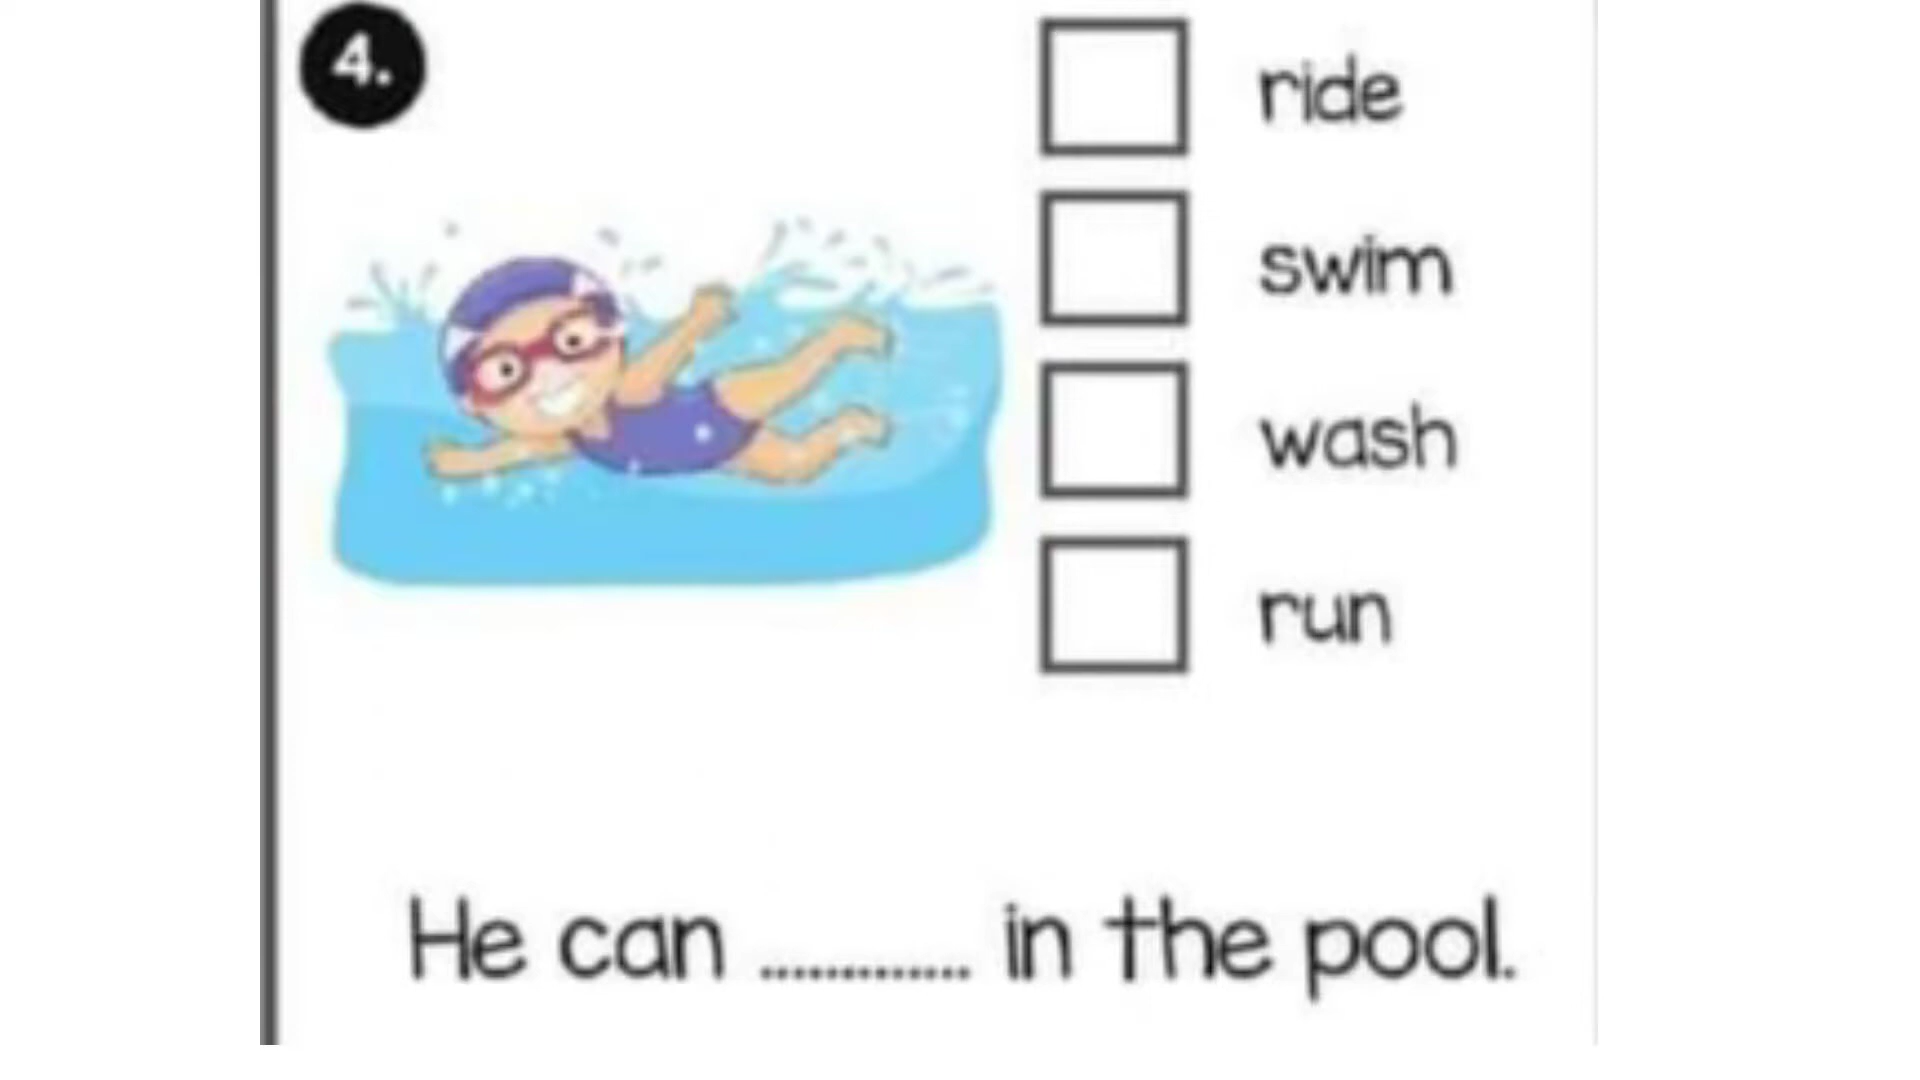 4.
ride
swim
wash
run
He can ............. in the pool.